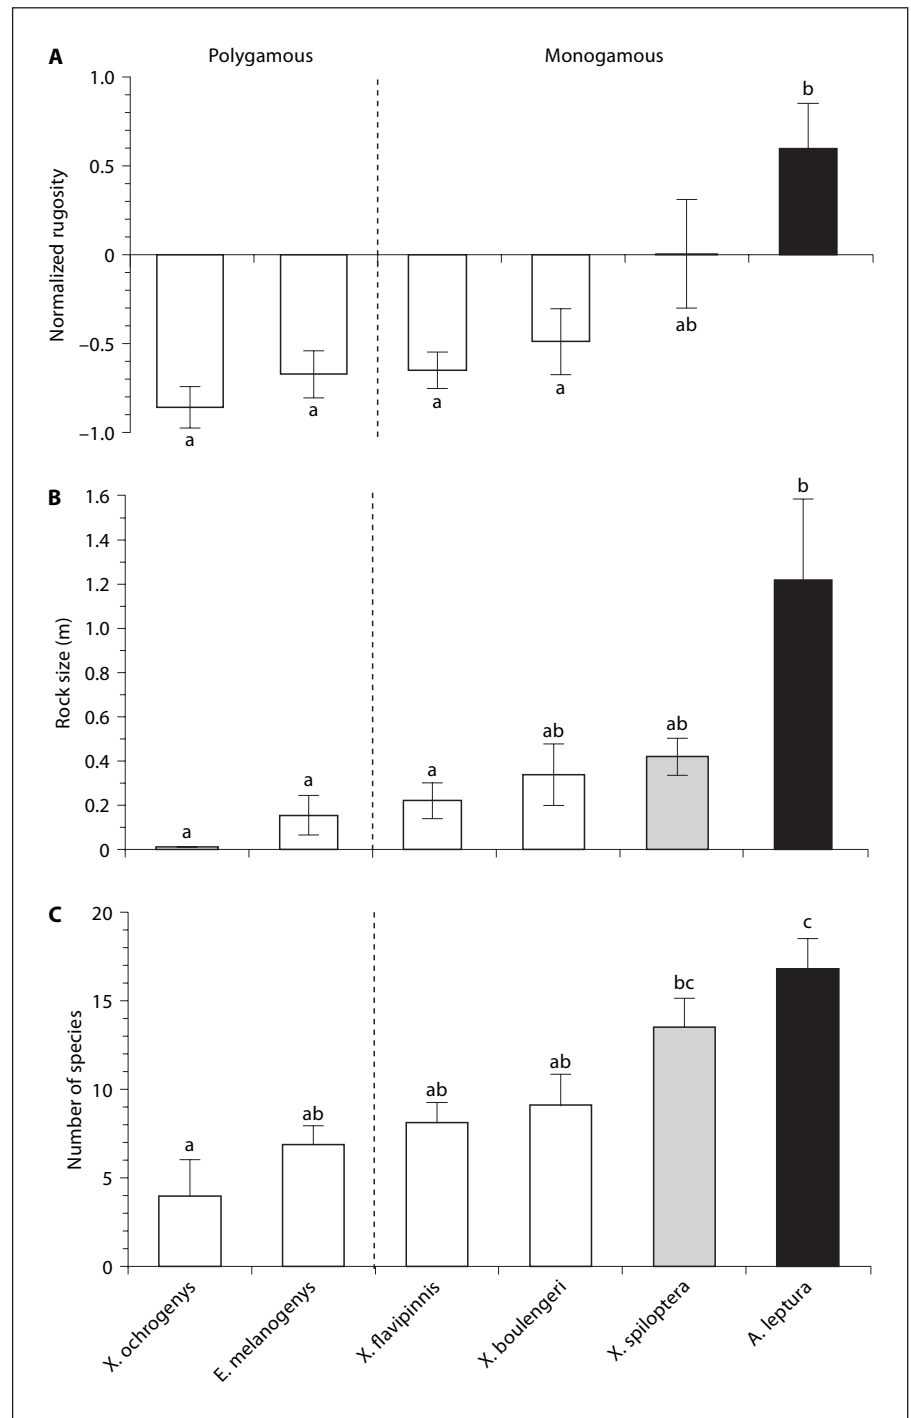 A
Polygamous
Monogamous
Normalized rugosity
1.0
0.5
0
–0.5
–1.0
a
a
a
a
ab
b
B
Rock size (m)
1.6
1.4
1.2
1.0
0.8
0.6
0.4
0.2
0
a
a
a
ab
ab
b
C
Number of species
20
15
10
5
0
a
ab
ab
ab
bc
c
X. ochrogenys
E. melanogenys
X. flavipinnis
X. boulengeri
X. spiloptera
A. leptura